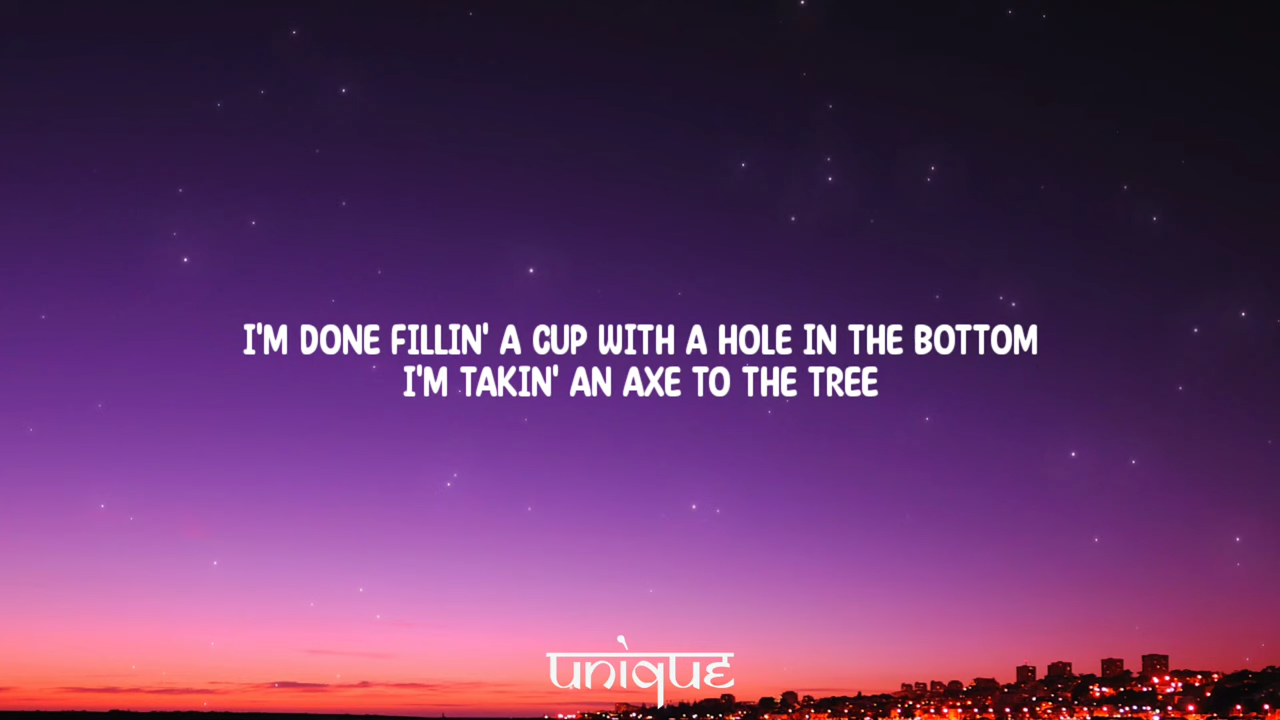 I'M DONE FILLIN' A CUP WITH A HOLE IN THE BOTTOM
I'M TAKIN' AN AXE TO THE TREE
unique